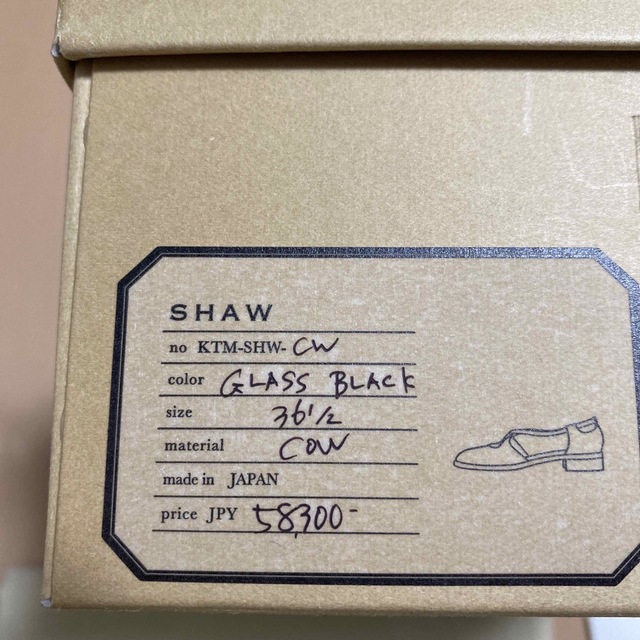 SHAW
no KTM-SHW-CW
color GLASS BLACK
size 36 1/2
material COW
made in JAPAN
price JPY 58,300-